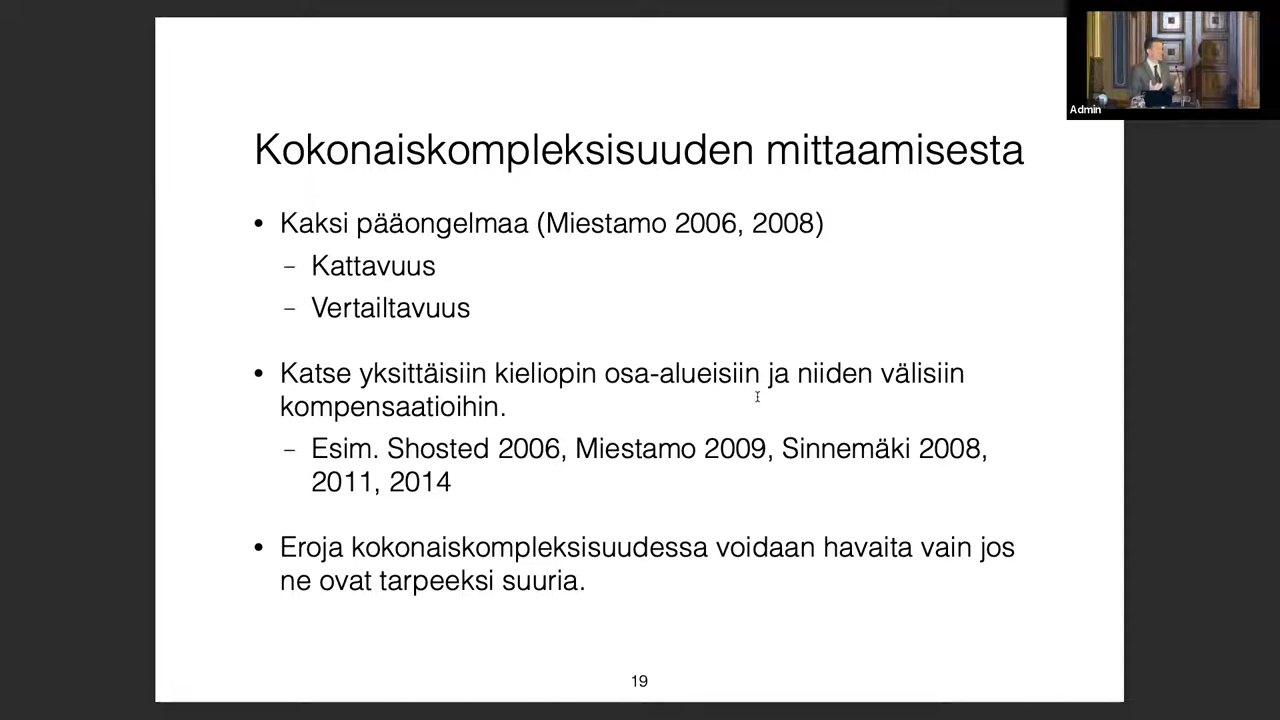 Admin
Kokonaiskompleksisuuden mittaamisesta
• Kaksi pääongelmaa (Miestamo 2006, 2008)
– Kattavuus
– Vertailtavuus
• Katse yksittäisiin kieliopin osa-alueisiin ja niiden välisiin
kompensaatioihin.
– Esim. Shosted 2006, Miestamo 2009, Sinnemäki 2008,
2011, 2014
• Eroja kokonaiskompleksisuudessa voidaan havaita vain jos
ne ovat tarpeeksi suuria.
19